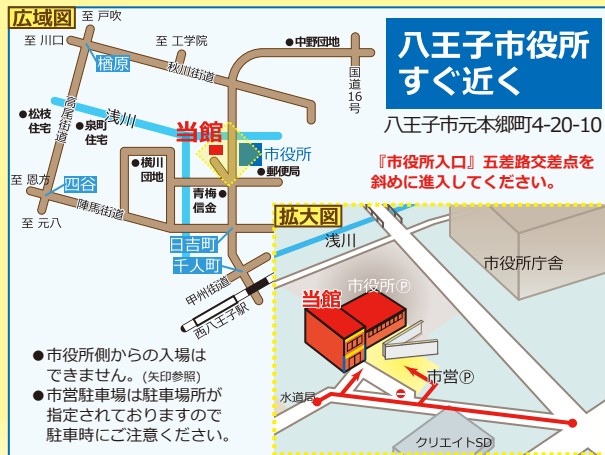 広域図
至 戸吹
至 川口
至 工学院
●中野団地
楢原
秋川街道
国道16号
高尾街道
●松枝住宅
●泉町住宅
浅川
当館
市役所
●横川団地
●郵便局
青梅信金●
至 恩方
四谷
陣馬街道
至 元八
日吉町
千人町
甲州街道
西八王子駅
八王子市役所
すぐ近く
八王子市元本郷町4-20-10
『市役所入口』五差路交差点を
斜めに進入してください。
拡大図
浅川
市役所庁舎
市役所Ⓟ
当館
市営Ⓟ
水道局
クリエイトSD
●市役所側からの入場は
できません。(矢印参照)
●市営駐車場は駐車場所が
指定されておりますので
駐車時にご注意ください。